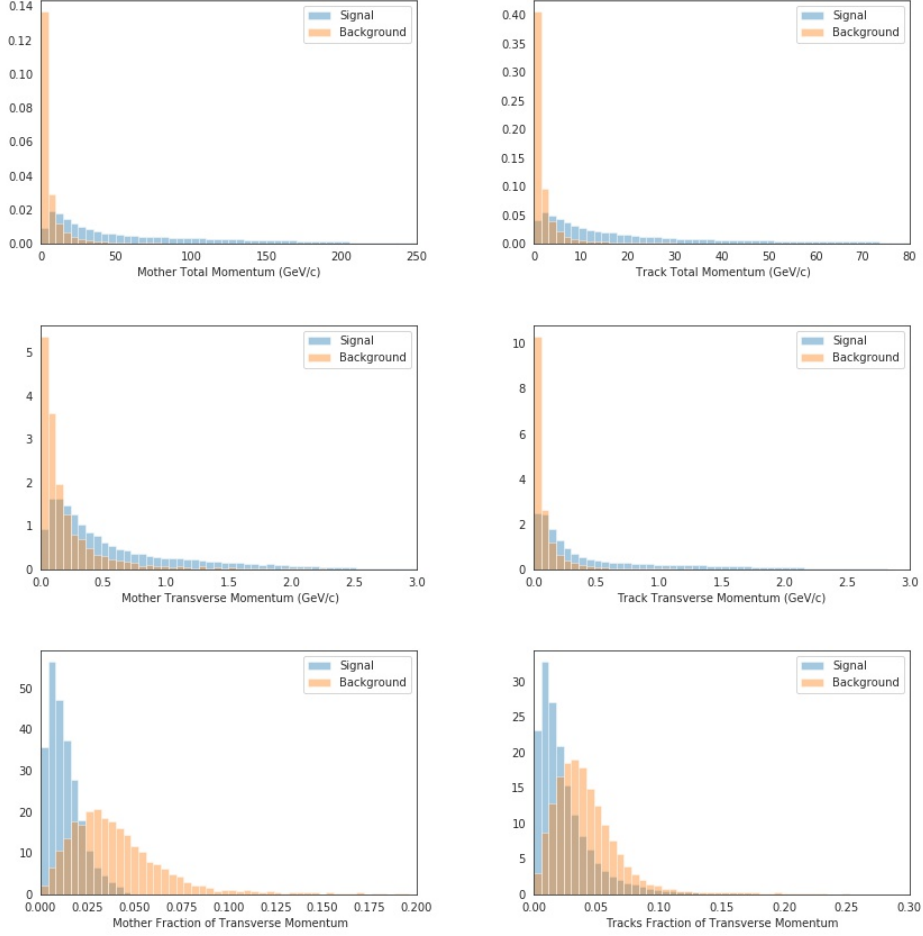 0.14
0.12
0.10
0.08
0.06
0.04
0.02
0.00
0 50 100 150 200 250
Mother Total Momentum (GeV/c)
Signal
Background
0.40
0.35
0.30
0.25
0.20
0.15
0.10
0.05
0.00
0 10 20 30 40 50 60 70 80
Track Total Momentum (GeV/c)
Signal
Background
5
4
3
2
1
0
0.0 0.5 1.0 1.5 2.0 2.5 3.0
Mother Transverse Momentum (GeV/c)
Signal
Background
10
8
6
4
2
0
0.0 0.5 1.0 1.5 2.0 2.5 3.0
Track Transverse Momentum (GeV/c)
Signal
Background
50
40
30
20
10
0
0.000 0.025 0.050 0.075 0.100 0.125 0.150 0.175 0.200
Mother Fraction of Transverse Momentum
Signal
Background
30
25
20
15
10
5
0
0.00 0.05 0.10 0.15 0.20 0.25 0.30
Tracks Fraction of Transverse Momentum
Signal
Background